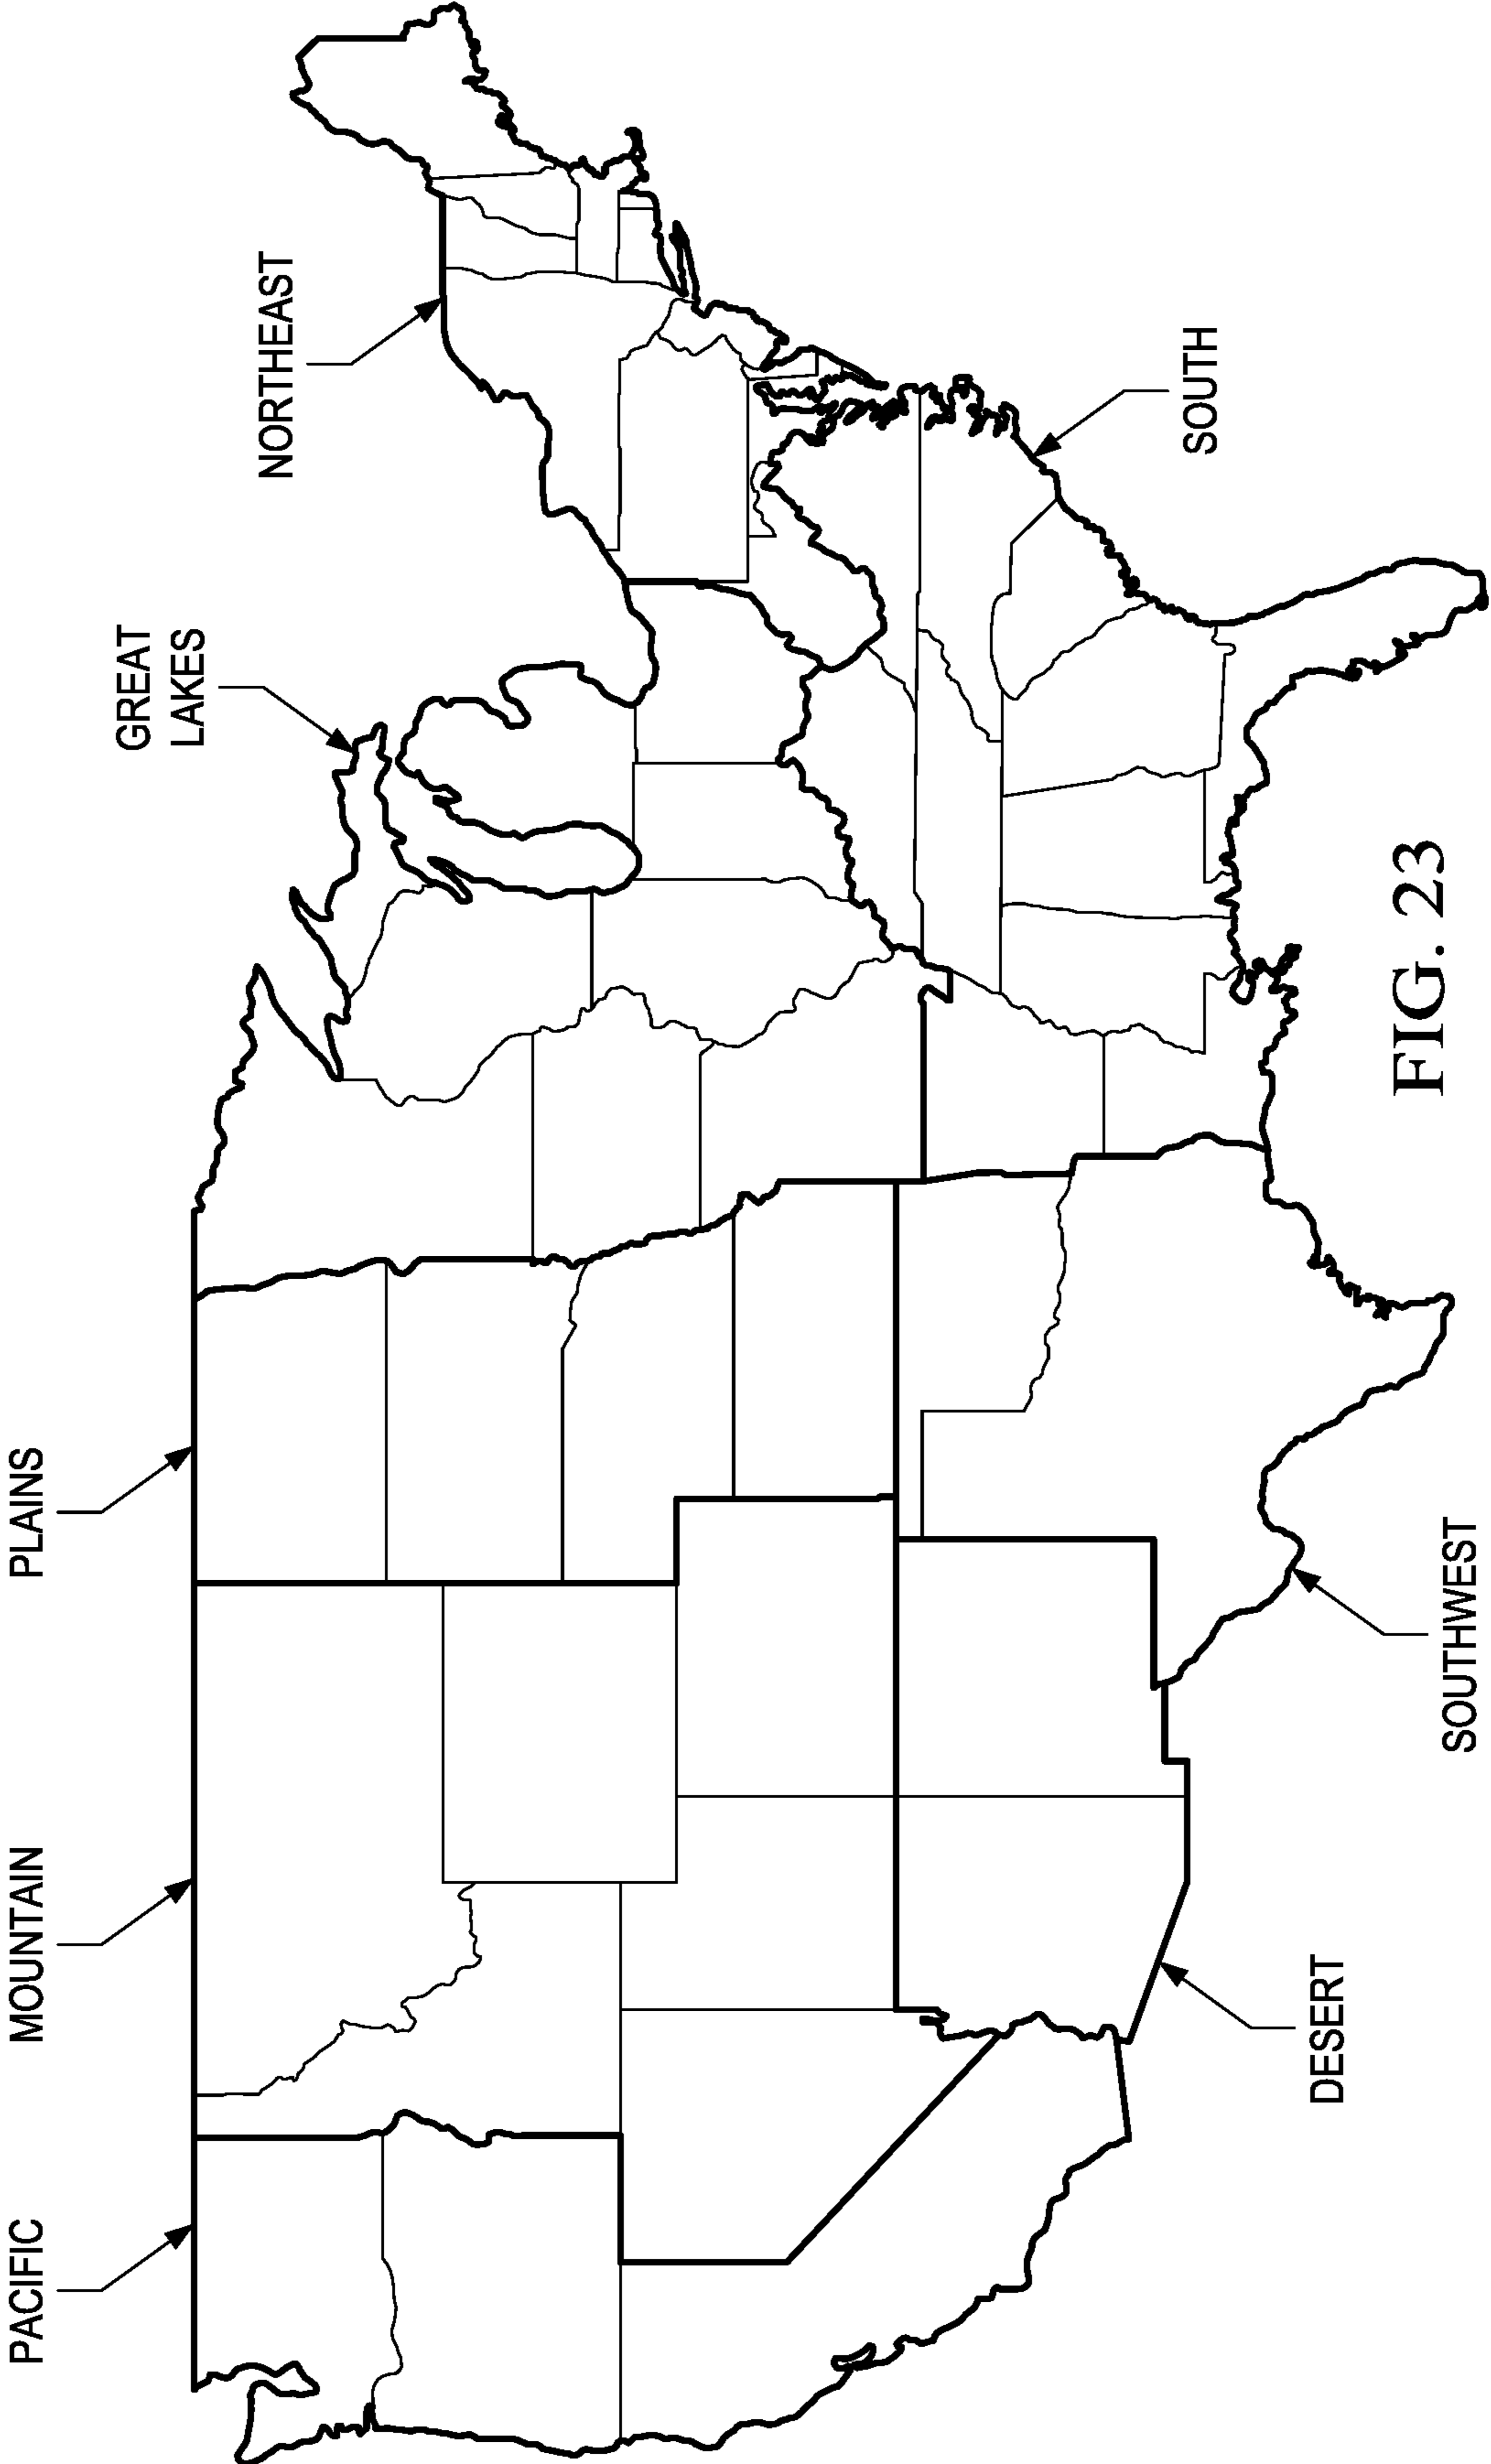 PACIFIC
MOUNTAIN
PLAINS
GREAT
LAKES
NORTHEAST
SOUTH
DESERT
SOUTHWEST
FIG. 23